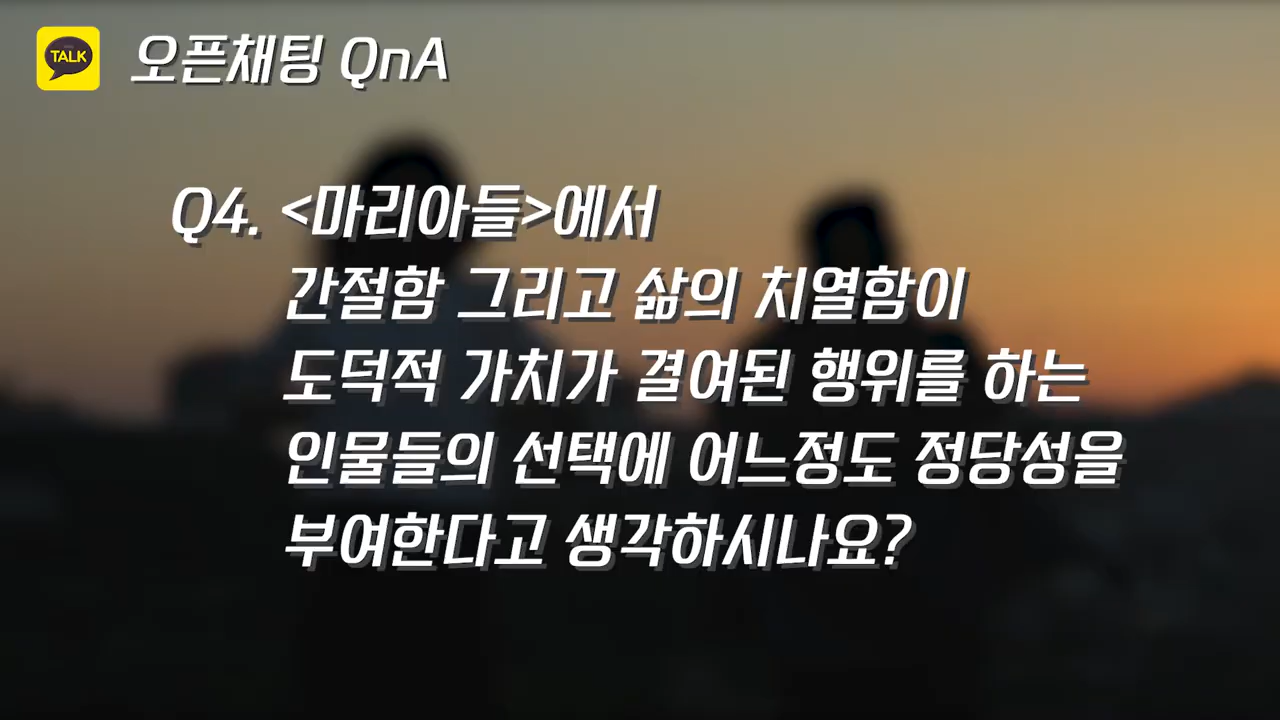 TALK
오픈채팅 QnA
Q4. <마리아들>에서
간절함 그리고 삶의 치열함이
도덕적 가치가 결여된 행위를 하는
인물들의 선택에 어느정도 정당성을
부여한다고 생각하시나요?